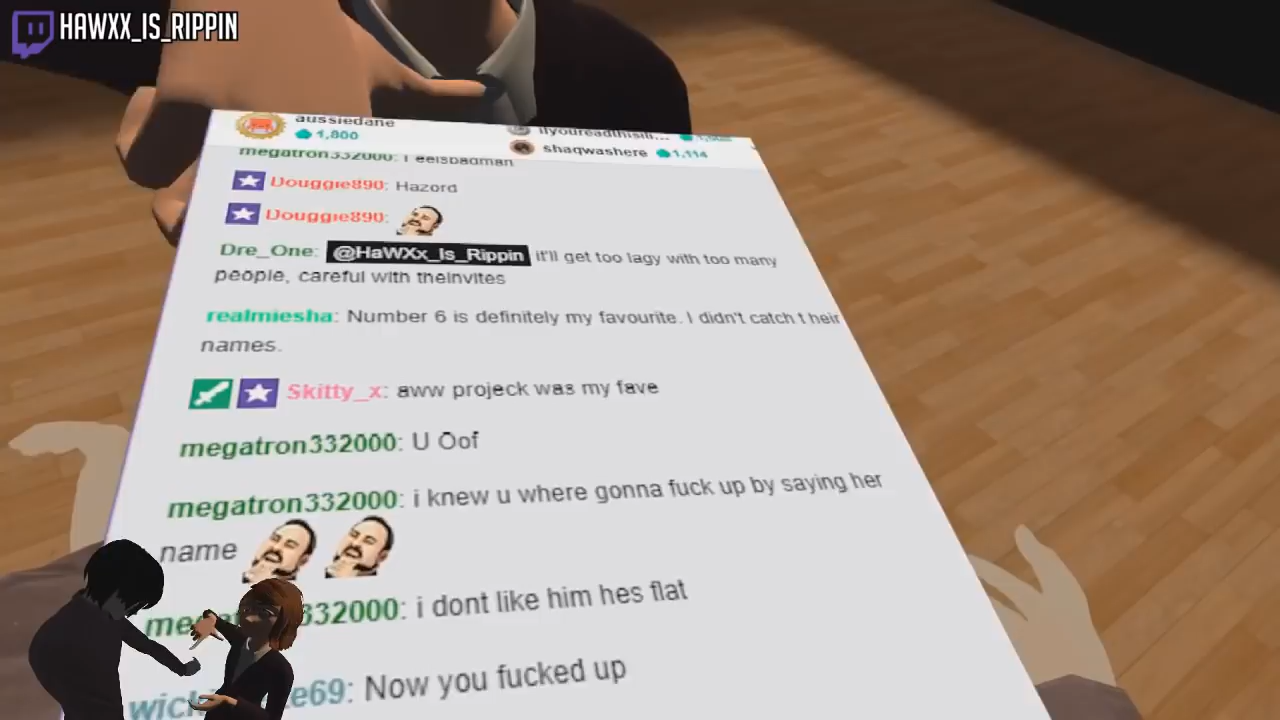 HAWXX_IS_RIPPIN
aussiedane
1,800
shaqwashere 1,114
megatron332000:
Douggie890: Hazord
Douggie890:
Dre_One: @HaWXx_Is_Rippin it'll get too lagy with too many
people, careful with theinvites
realmiesha: Number 6 is definitely my favourite. I didn't catch their
names.
Skitty_x: aww projeck was my fave
megatron332000: U Oof
megatron332000: i knew u where gonna fuck up by saying her
name
332000: i dont like him hes flat
e69: Now you fucked up